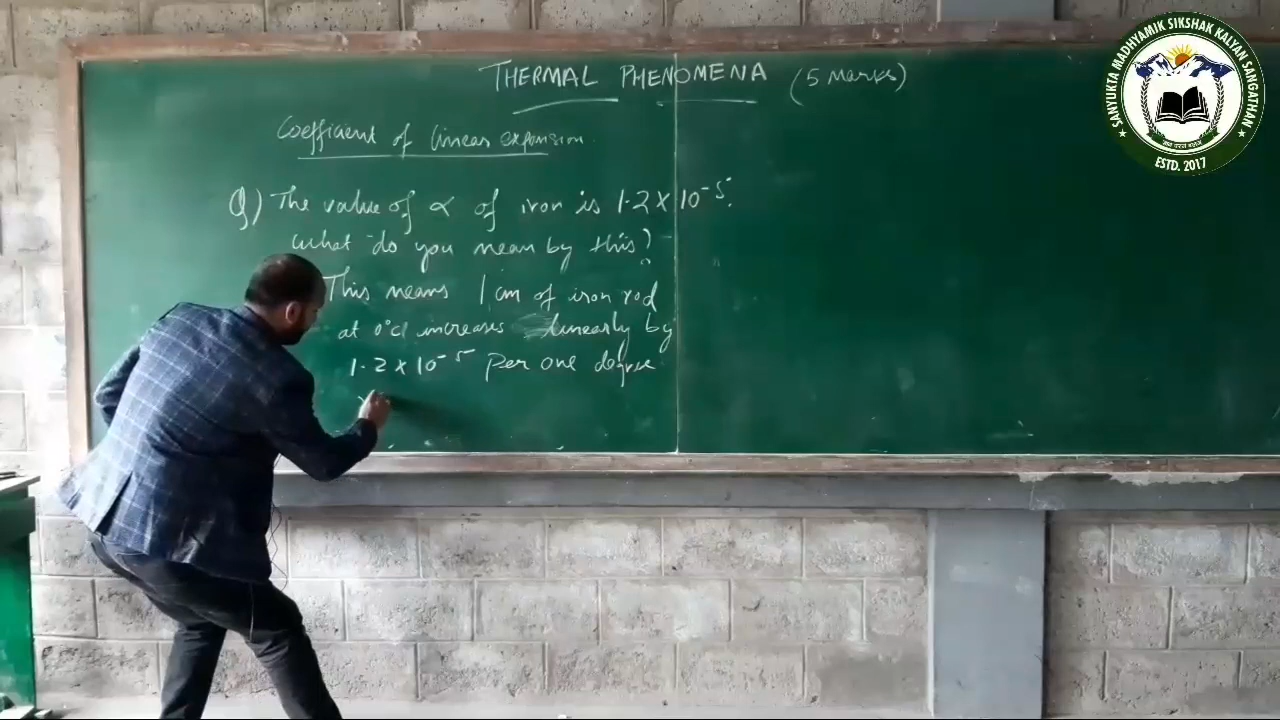 THERMAL PHENOMENA (5 Marks)
Coefficient of linear expansion
Q) The value of α of iron is 1.2 × 10⁻⁵.
What do you mean by this?
This means 1 cm of iron rod
at 0°C increases linearly by
1.2 × 10⁻⁵ per one degree
SANYUKTA MADHYAMIK SIKSHAK KALYAN SANGATHAN
ESTD. 2017